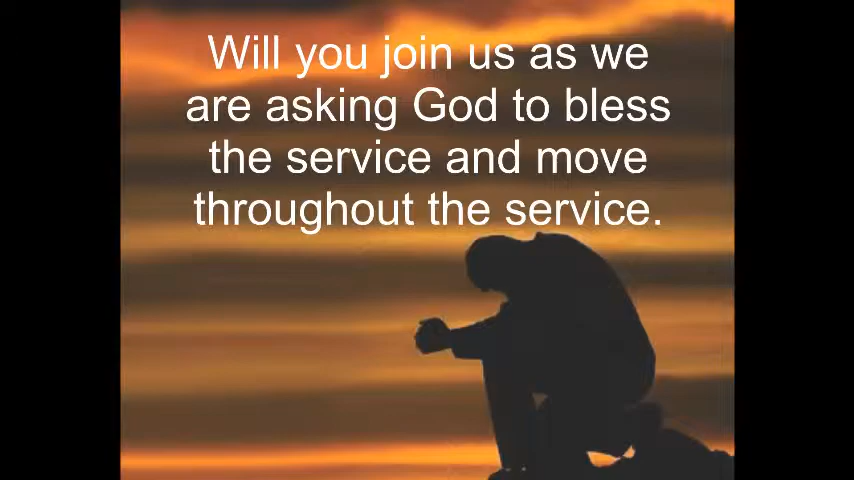 Will you join us as we
are asking God to bless
the service and move
throughout the service.